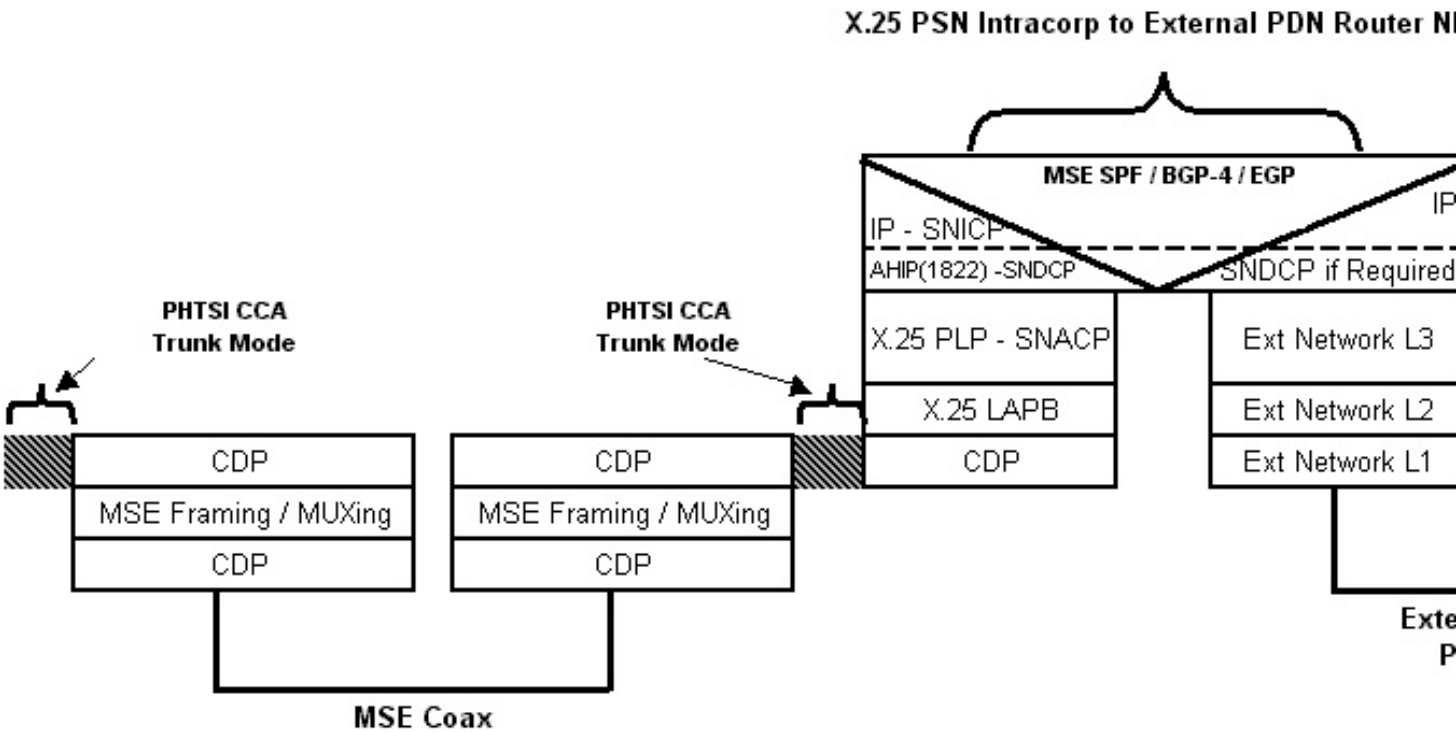 X.25 PSN Intracorp to External PDN Router
MSE SPF / BGP-4 / EGP
IP - SNICP
IP
AHIP(1822) -SNDCP
SNDCP if Required
PHTSI CCA
Trunk Mode
PHTSI CCA
Trunk Mode
X.25 PLP - SNACP
Ext Network L3
X.25 LAPB
Ext Network L2
CDP
CDP
CDP
Ext Network L1
MSE Framing / MUXing
MSE Framing / MUXing
CDP
CDP
MSE Coax